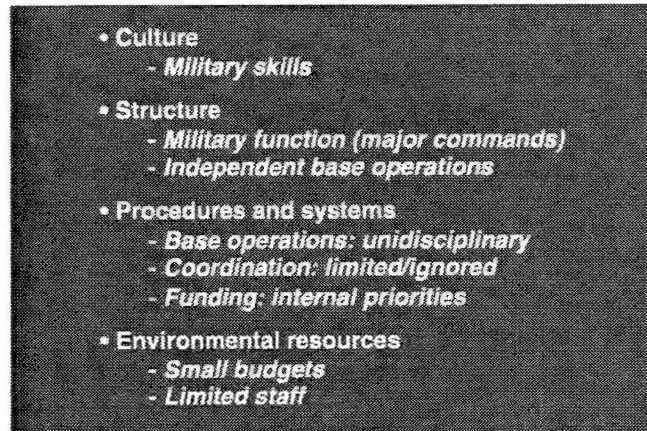 • Culture
- Military skills
• Structure
- Military function (major commands)
- Independent base operations
• Procedures and systems
- Base operations: unidisciplinary
- Coordination: limited/ignored
- Funding: internal priorities
• Environmental resources
- Small budgets
- Limited staff